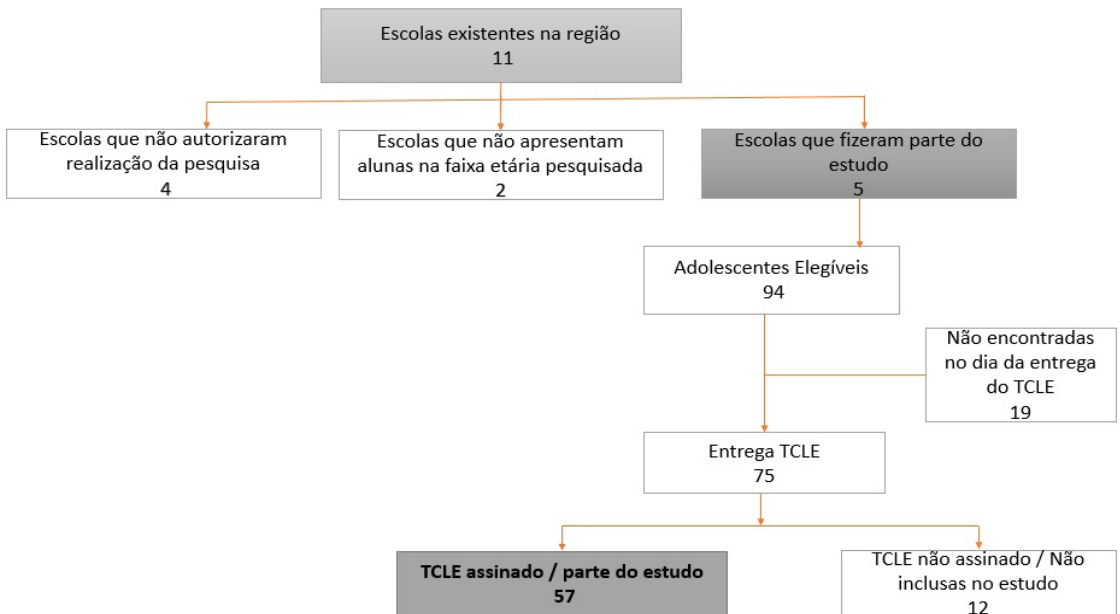 Escolas existentes na região
11
Escolas que não autorizaram
realização da pesquisa
4
Escolas que não apresentam
alunas na faixa etária pesquisada
2
Escolas que fizeram parte do
estudo
5
Adolescentes Elegíveis
94
Não encontradas
no dia da entrega
do TCLE
19
Entrega TCLE
75
TCLE assinado / parte do estudo
57
TCLE não assinado / Não
inclusas no estudo
12